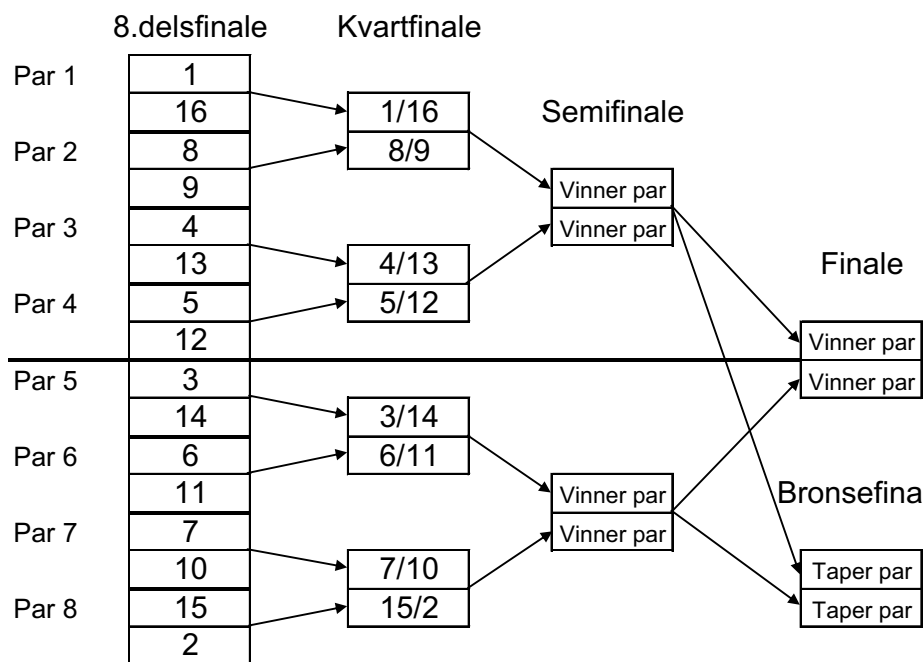 8.delsfinale Kvartfinale
Par 1 1
16 1/16 Semifinale
Par 2 8 8/9
9 Vinner par
Par 3 4 Vinner par
13 4/13 Finale
Par 4 5 5/12
12 Vinner par
Par 5 3 Vinner par
14 3/14
Par 6 6 6/11
11 Vinner par Bronsefina
Par 7 7 Vinner par
10 7/10 Taper par
Par 8 15 15/2 Taper par
2